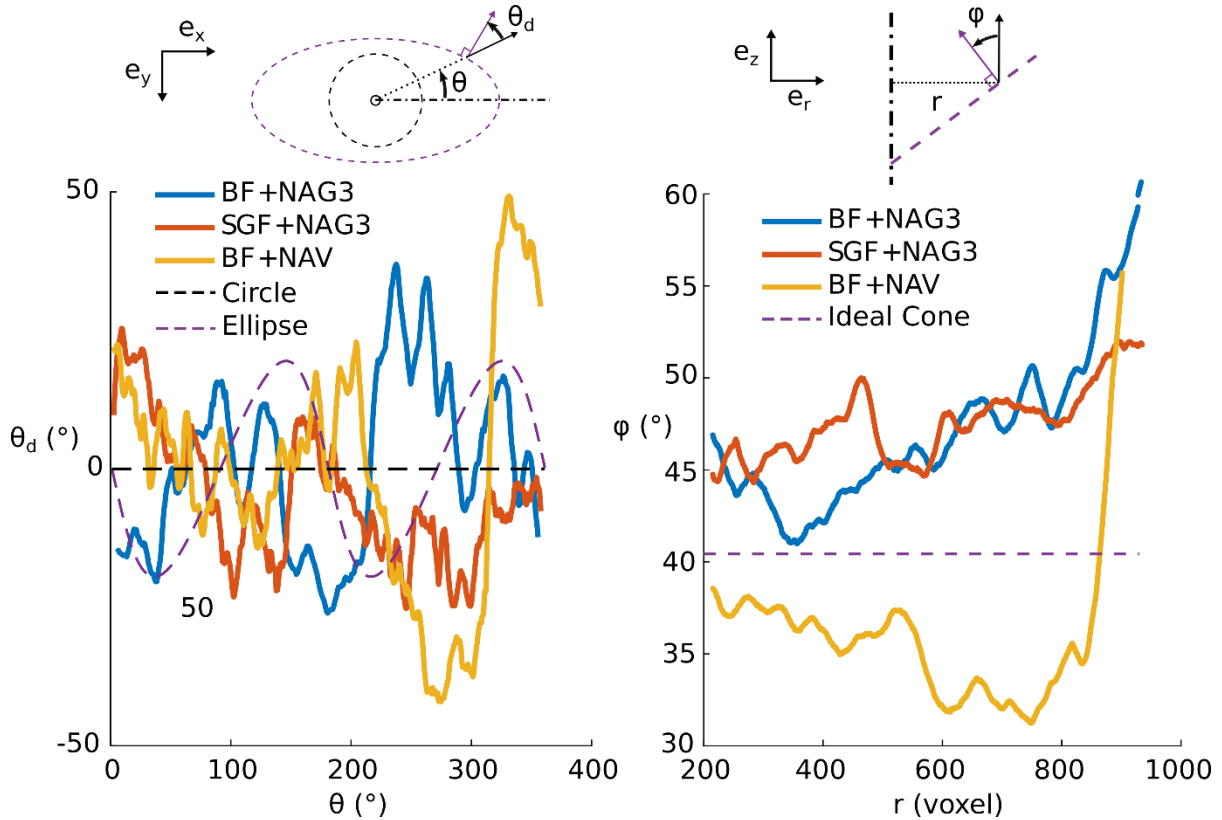 e_x
e_y
θ_d
θ
50
BF+NAG3
SGF+NAG3
BF+NAV
Circle
Ellipse
θ_d (°)
0
50
-50
0
100
200
300
400
θ (°)
φ
e_z
e_r
r
60
BF+NAG3
SGF+NAG3
BF+NAV
Ideal Cone
55
50
φ (°)
45
40
35
30
200
400
600
800
1000
r (voxel)